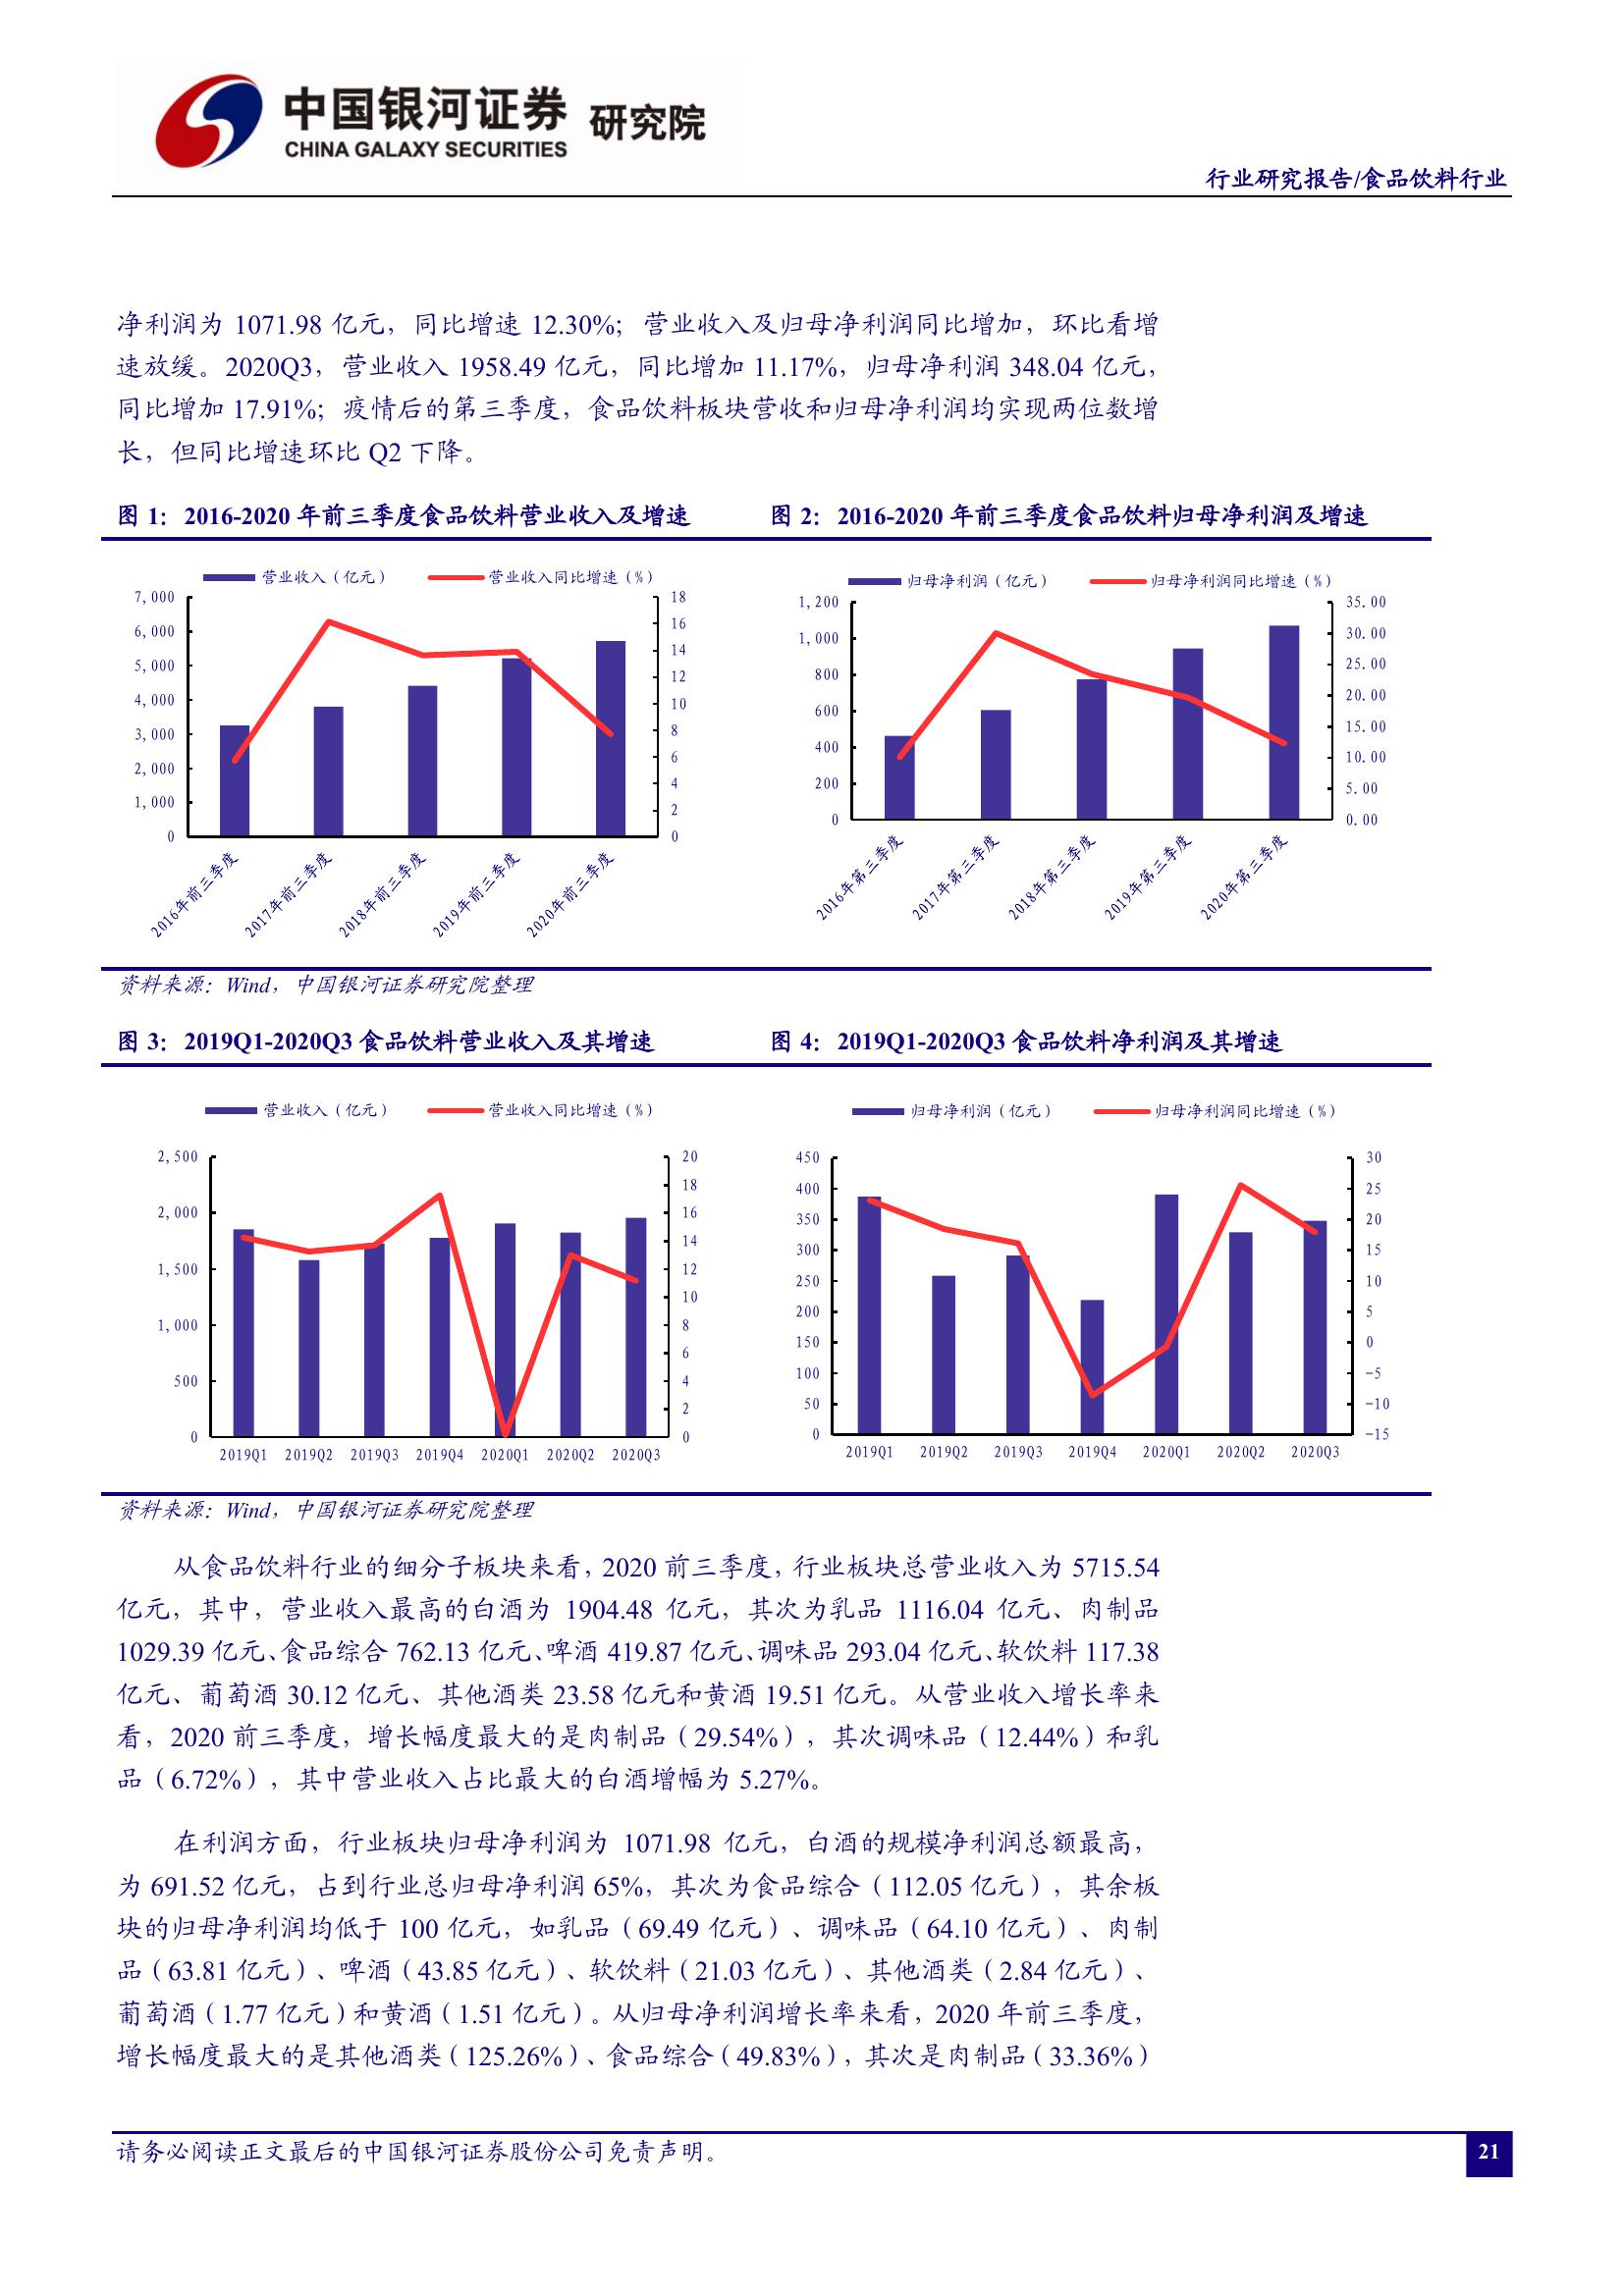 中国银河证券 研究院
CHINA GALAXY SECURITIES
行业研究报告/食品饮料行业
净利润为 1071.98 亿元，同比增速 12.30%；营业收入及归母净利润同比增加，环比看增
速放缓。2020Q3，营业收入 1958.49 亿元，同比增加 11.17%，归母净利润 348.04 亿元，
同比增加 17.91%；疫情后的第三季度，食品饮料板块营收和归母净利润均实现两位数增
长，但同比增速环比 Q2 下降。
图 1：2016-2020 年前三季度食品饮料营业收入及增速
营业收入（亿元） 营业收入同比增速（%）
7,000
6,000
5,000
4,000
3,000
2,000
1,000
0
18
16
14
12
10
8
6
4
2
0
2016年前三季度
2017年前三季度
2018年前三季度
2019年前三季度
2020年前三季度
图 2：2016-2020 年前三季度食品饮料归母净利润及增速
归母净利润（亿元） 归母净利润同比增速（%）
1,200
1,000
800
600
400
200
0
35.00
30.00
25.00
20.00
15.00
10.00
5.00
0.00
2016年第三季度
2017年第三季度
2018年第三季度
2019年第三季度
2020年第三季度
资料来源：Wind，中国银河证券研究院整理
图 3：2019Q1-2020Q3 食品饮料营业收入及其增速
营业收入（亿元） 营业收入同比增速（%）
2,500
2,000
1,500
1,000
500
0
20
18
16
14
12
10
8
6
4
2
0
2019Q1 2019Q2 2019Q3 2019Q4 2020Q1 2020Q2 2020Q3
图 4：2019Q1-2020Q3 食品饮料净利润及其增速
归母净利润（亿元） 归母净利润同比增速（%）
450
400
350
300
250
200
150
100
50
0
30
25
20
15
10
5
0
-5
-10
-15
2019Q1 2019Q2 2019Q3 2019Q4 2020Q1 2020Q2 2020Q3
资料来源：Wind，中国银河证券研究院整理
从食品饮料行业的细分子板块来看，2020 前三季度，行业板块总营业收入为 5715.54
亿元，其中，营业收入最高的白酒为 1904.48 亿元，其次为乳品 1116.04 亿元、肉制品
1029.39 亿元、食品综合 762.13 亿元、啤酒 419.87 亿元、调味品 293.04 亿元、软饮料 117.38
亿元、葡萄酒 30.12 亿元、其他酒类 23.58 亿元和黄酒 19.51 亿元。从营业收入增长率来
看，2020 前三季度，增长幅度最大的是肉制品（29.54%），其次调味品（12.44%）和乳
品（6.72%），其中营业收入占比最大的白酒增幅为 5.27%。
在利润方面，行业板块归母净利润为 1071.98 亿元，白酒的规模净利润总额最高，
为 691.52 亿元，占到行业总归母净利润 65%，其次为食品综合（112.05 亿元），其余板
块的归母净利润均低于 100 亿元，如乳品（69.49 亿元）、调味品（64.10 亿元）、肉制
品（63.81 亿元）、啤酒（43.85 亿元）、软饮料（21.03 亿元）、其他酒类（2.84 亿元）、
葡萄酒（1.77 亿元）和黄酒（1.51 亿元）。从归母净利润增长率来看，2020 年前三季度，
增长幅度最大的是其他酒类（125.26%）、食品综合（49.83%），其次是肉制品（33.36%）
请务必阅读正文最后的中国银河证券股份公司免责声明。
21